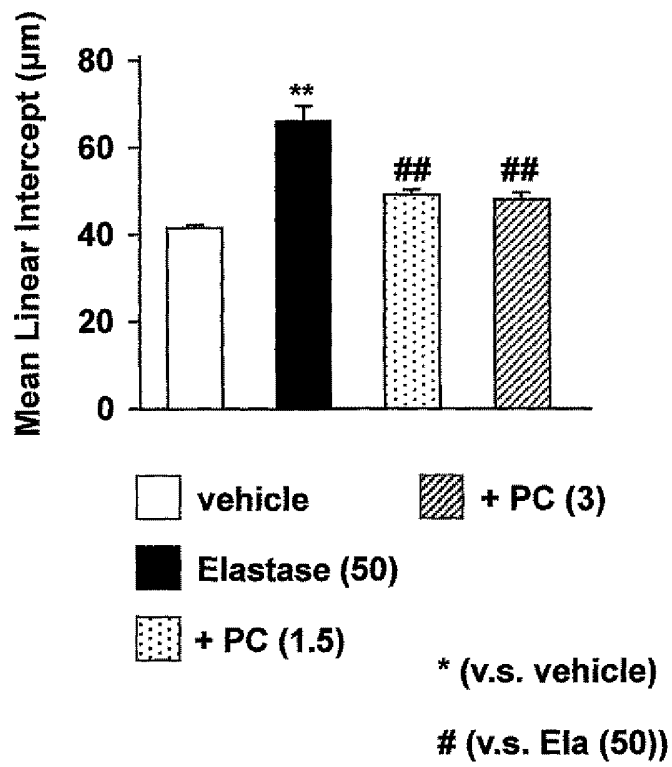 Mean Linear Intercept (µm)
80
60
40
20
0
**
##
##
vehicle
+ PC (3)
Elastase (50)
+ PC (1.5)
* (v.s. vehicle)
# (v.s. Ela (50))